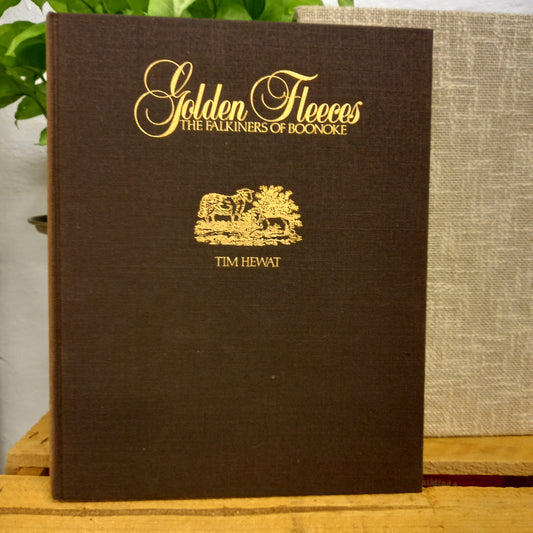 Golden Fleeces
THE FALKINERS OF BOONOKE
TIM HEWAT